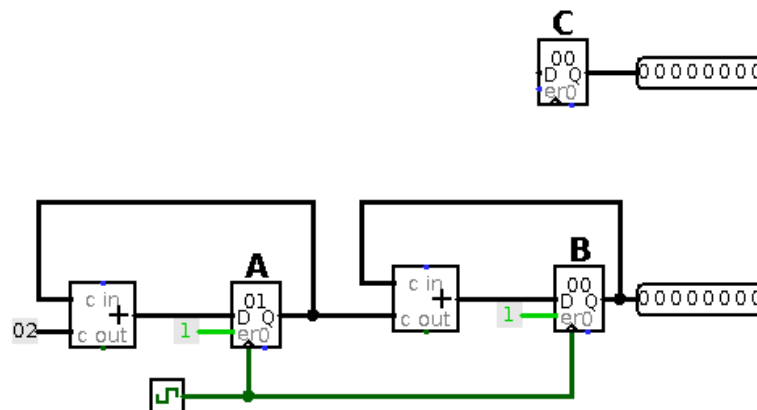 C
00
D Q
er0
00000000
A
B
c in
+
c out
02
01
D Q
1
er0
c in
+
c out
00
D Q
1
er0
00000000